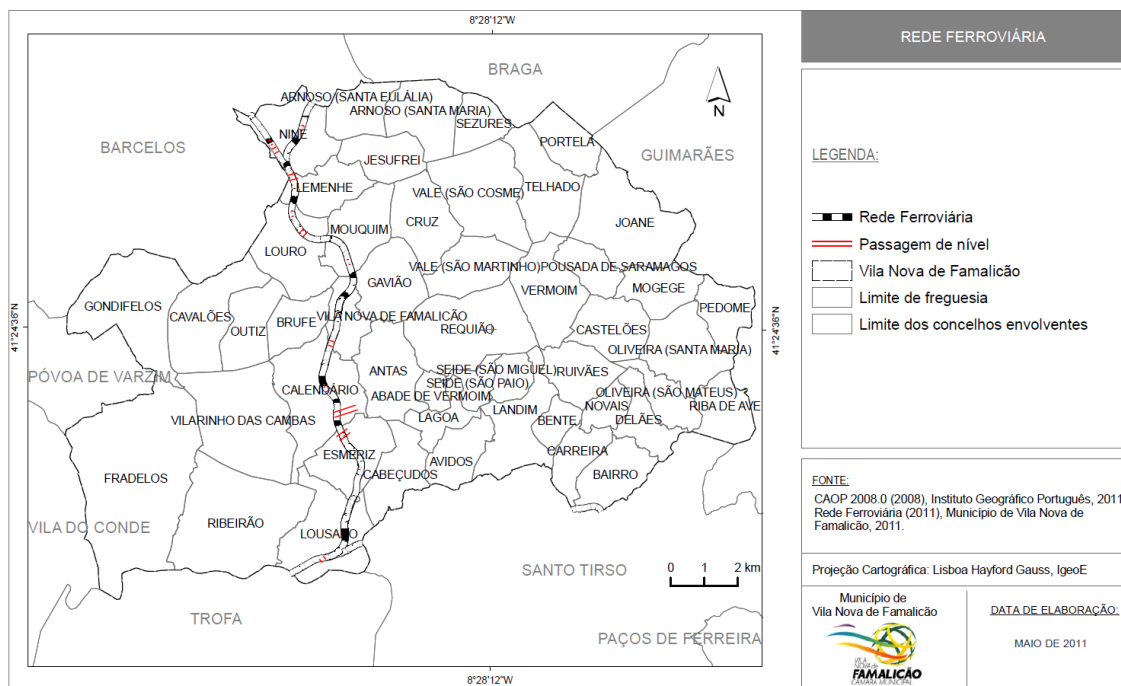 8°28'12"W
REDE FERROVIÁRIA
BRAGA
ARNOSO (SANTA EULÁLIA)
ARNOSO (SANTA MARIA)
SEZURES
N
NINE
PORTELA
BARCELOS
GUIMARÃES
JESUFREI
LEMENHE
VALE (SÃO COSME)
TELHADO
CRUZ
JOANE
MOUQUIM
LOURO
VALE (SÃO MARTINHO)
POUSADA DE SARAMAGOS
GAVIÃO
VERMOIM
MOGEGE
GONDIFELOS
CAVALÕES
PEDOME
BRUFE
VILA NOVA DE FAMALICÃO
OUTIZ
REQUIÃO
CASTELÕES
41°24'36"N
41°24'36"N
OLIVEIRA (SANTA MARIA)
PÓVOA DE VARZIM
ANTAS
SEIDE (SÃO MIGUEL)
RUIVÃES
SEIDE (SÃO PAIO)
CALENDÁRIO
ABADE DE VERMOIM
OLIVEIRA (SÃO MATEUS)
NOVAIS
RIBA DE AVE
LANDIM
VILARINHO DAS CAMBAS
LAGOA
BENTE
DELÃES
ESMERIZ
CARREIRA
AVIDOS
CABEÇUDOS
BAIRRO
FRADELOS
RIBEIRÃO
VILA DO CONDE
LOUSADO
SANTO TIRSO
0 1 2 km
TROFA
PAÇOS DE FERREIRA
8°28'12"W
LEGENDA:
Rede Ferroviária
Passagem de nível
Vila Nova de Famalicão
Limite de freguesia
Limite dos concelhos envolventes
FONTE:
CAOP 2008.0 (2008), Instituto Geográfico Português, 2011
Rede Ferroviária (2011), Município de Vila Nova de
Famalicão, 2011.
Projeção Cartográfica: Lisboa Hayford Gauss, IgeoE
Município de
Vila Nova de Famalicão
VILA
NOVA de
FAMALICÃO
CÂMARA MUNICIPAL
DATA DE ELABORAÇÃO:
MAIO DE 2011